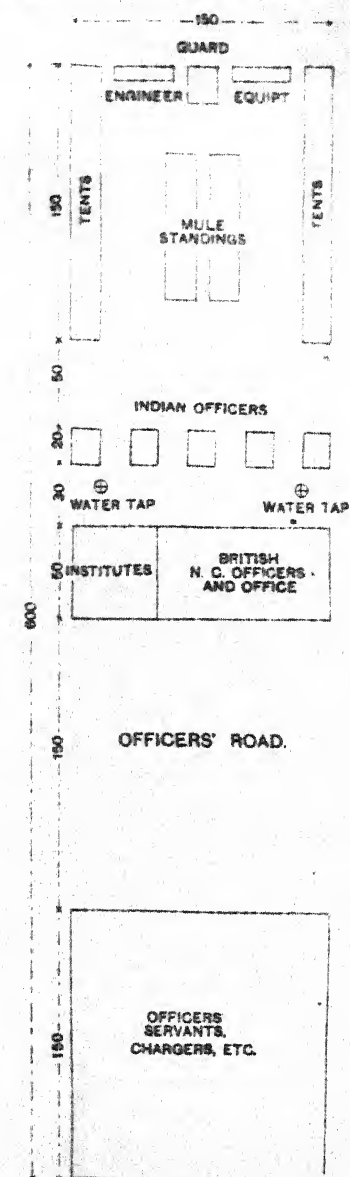 150
GUARD
ENGINEER EQUIPT
150
TENTS
TENTS
MULE
STANDINGS
50
INDIAN OFFICERS
20
30
WATER TAP
WATER TAP
50
INSTITUTES
BRITISH
N. C. OFFICERS
AND OFFICE
600
150
OFFICERS' ROAD.
150
OFFICERS
SERVANTS,
CHARGERS, ETC.